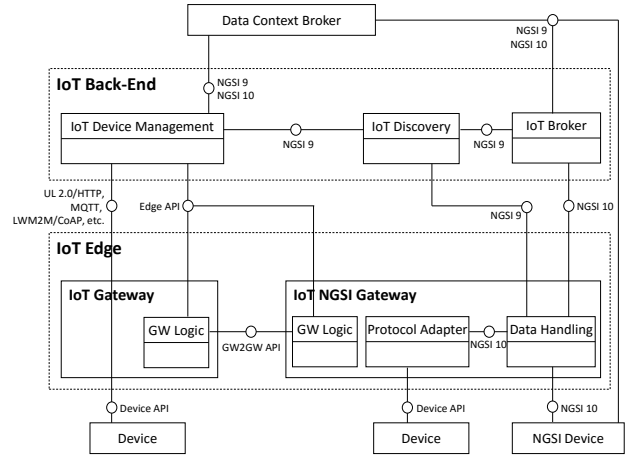 Data Context Broker
NGSI 9
NGSI 10
IoT Back-End
NGSI 9
NGSI 10
IoT Device Management
IoT Discovery
IoT Broker
NGSI 9
NGSI 9
UL 2.0/HTTP,
MQTT,
LWM2M/CoAP, etc.
Edge API
NGSI 9
NGSI 10
IoT Edge
IoT Gateway
IoT NGSI Gateway
GW Logic
GW Logic
Protocol Adapter
Data Handling
GW2GW API
NGSI 10
Device API
Device API
NGSI 10
Device
Device
NGSI Device